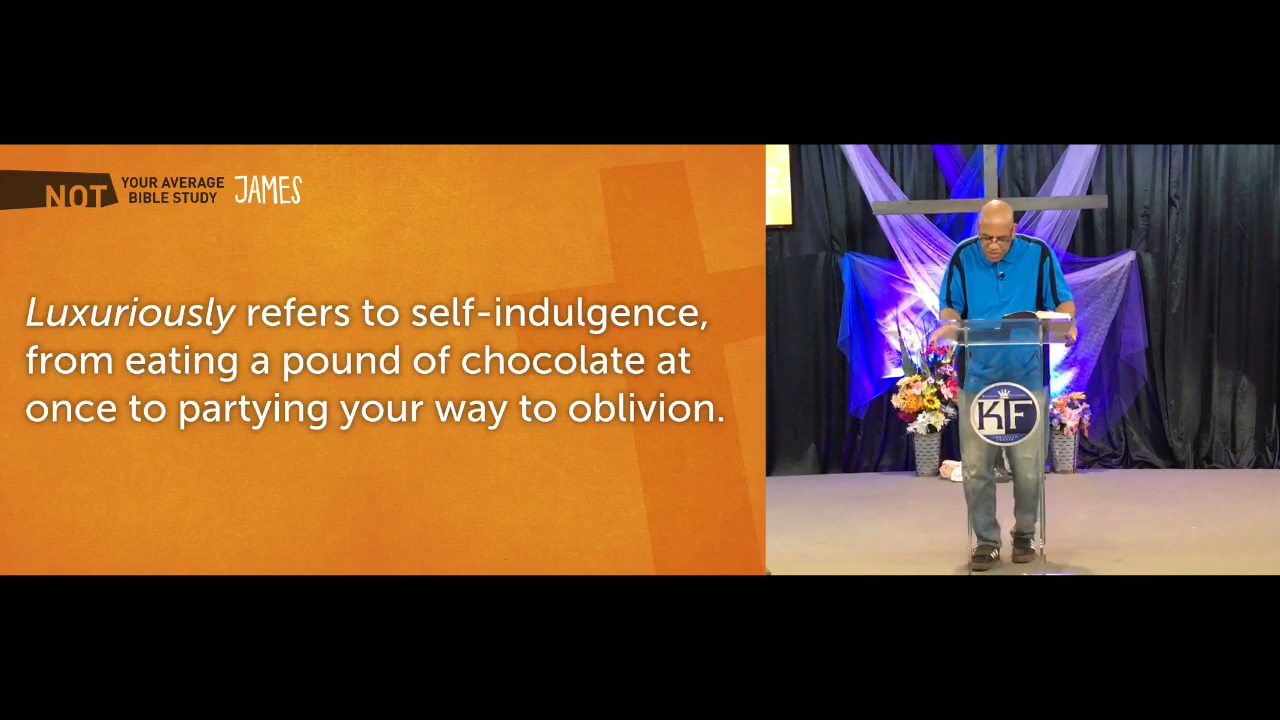 NOT
YOUR AVERAGE
BIBLE STUDY
JAMES
Luxuriously refers to self-indulgence,
from eating a pound of chocolate at
once to partying your way to oblivion.
KF